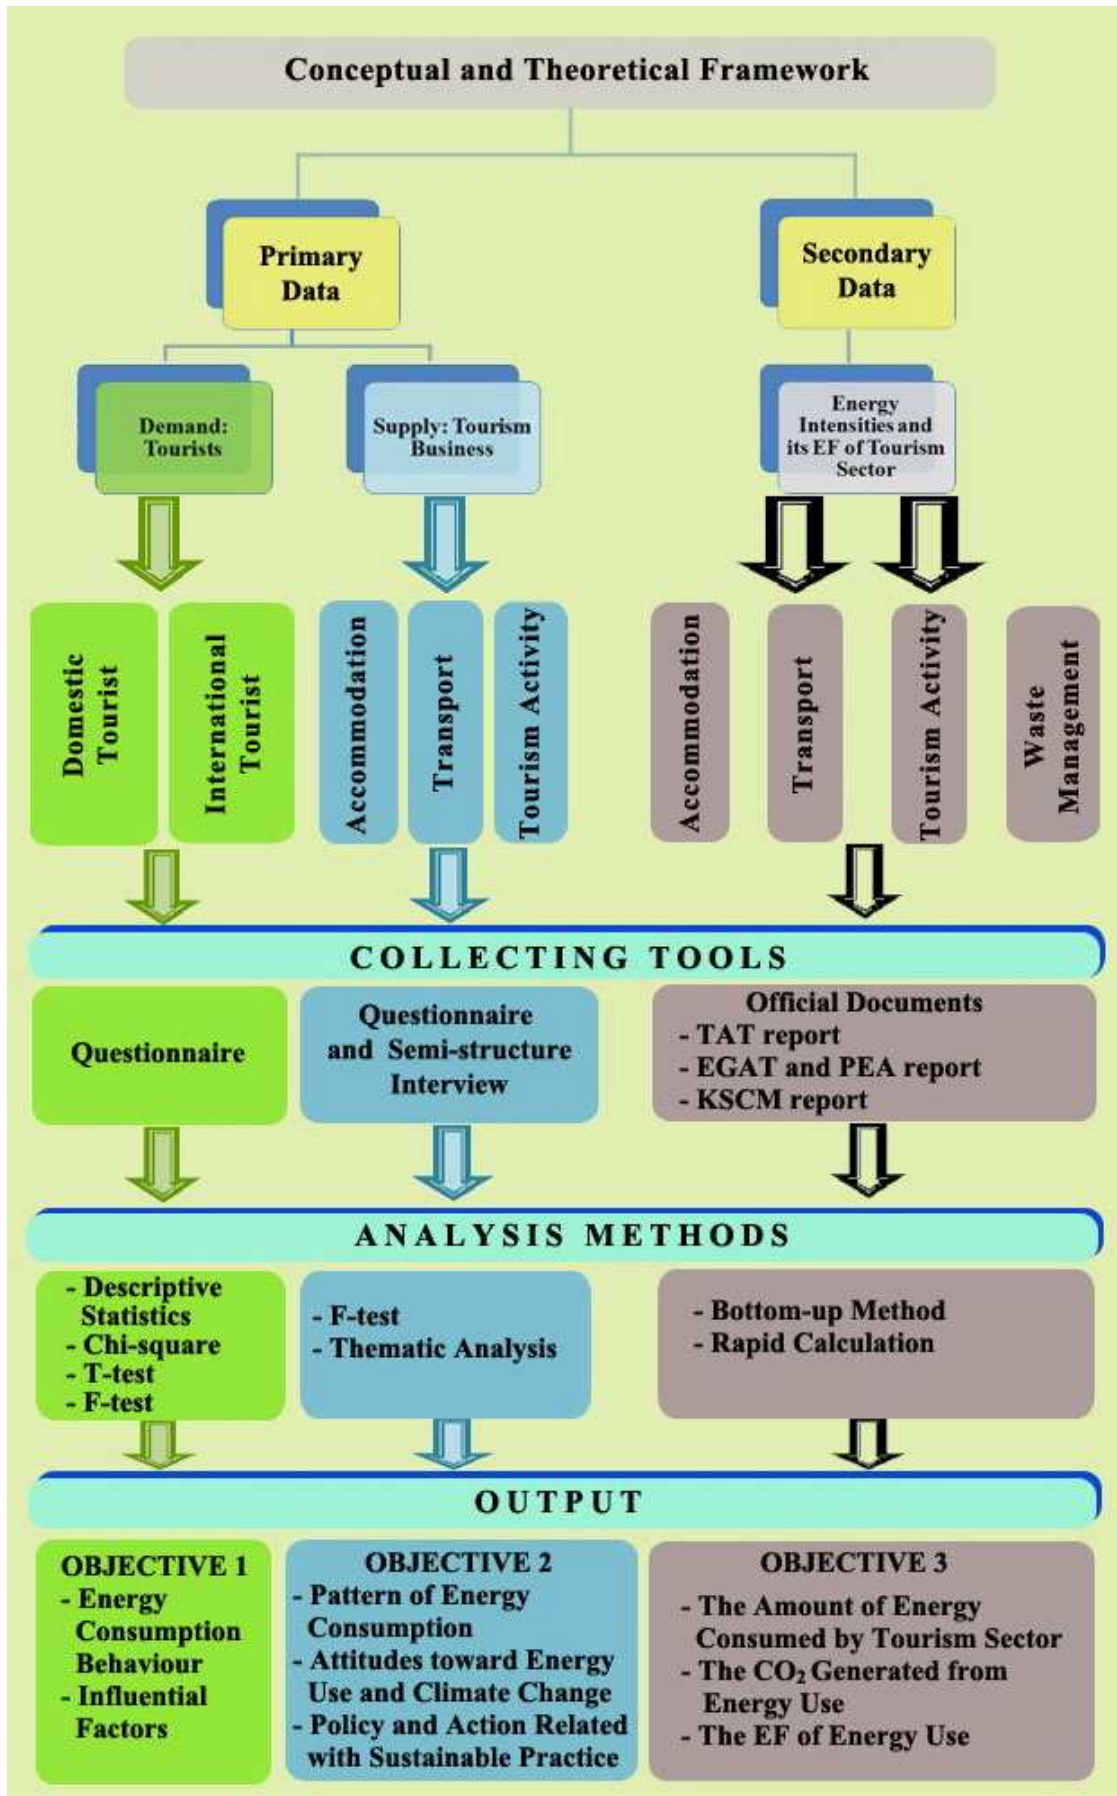 Conceptual and Theoretical Framework
Primary
Data
Secondary
Data
Demand:
Tourists
Supply: Tourism
Business
Energy
Intensities and
its EF of Tourism
Sector
Domestic
Tourist
International
Tourist
Accommodation
Transport
Tourism Activity
Accommodation
Transport
Tourism Activity
Waste
Management
COLLECTING TOOLS
Questionnaire
Questionnaire
and Semi-structure
Interview
Official Documents
- TAT report
- EGAT and PEA report
- KSCM report
ANALYSIS METHODS
- Descriptive
Statistics
- Chi-square
- T-test
- F-test
- F-test
- Thematic Analysis
- Bottom-up Method
- Rapid Calculation
OUTPUT
OBJECTIVE 1
- Energy
Consumption
Behaviour
- Influential
Factors
OBJECTIVE 2
- Pattern of Energy
Consumption
- Attitudes toward Energy
Use and Climate Change
- Policy and Action Related
with Sustainable Practice
OBJECTIVE 3
- The Amount of Energy
Consumed by Tourism Sector
- The CO₂ Generated from
Energy Use
- The EF of Energy Use